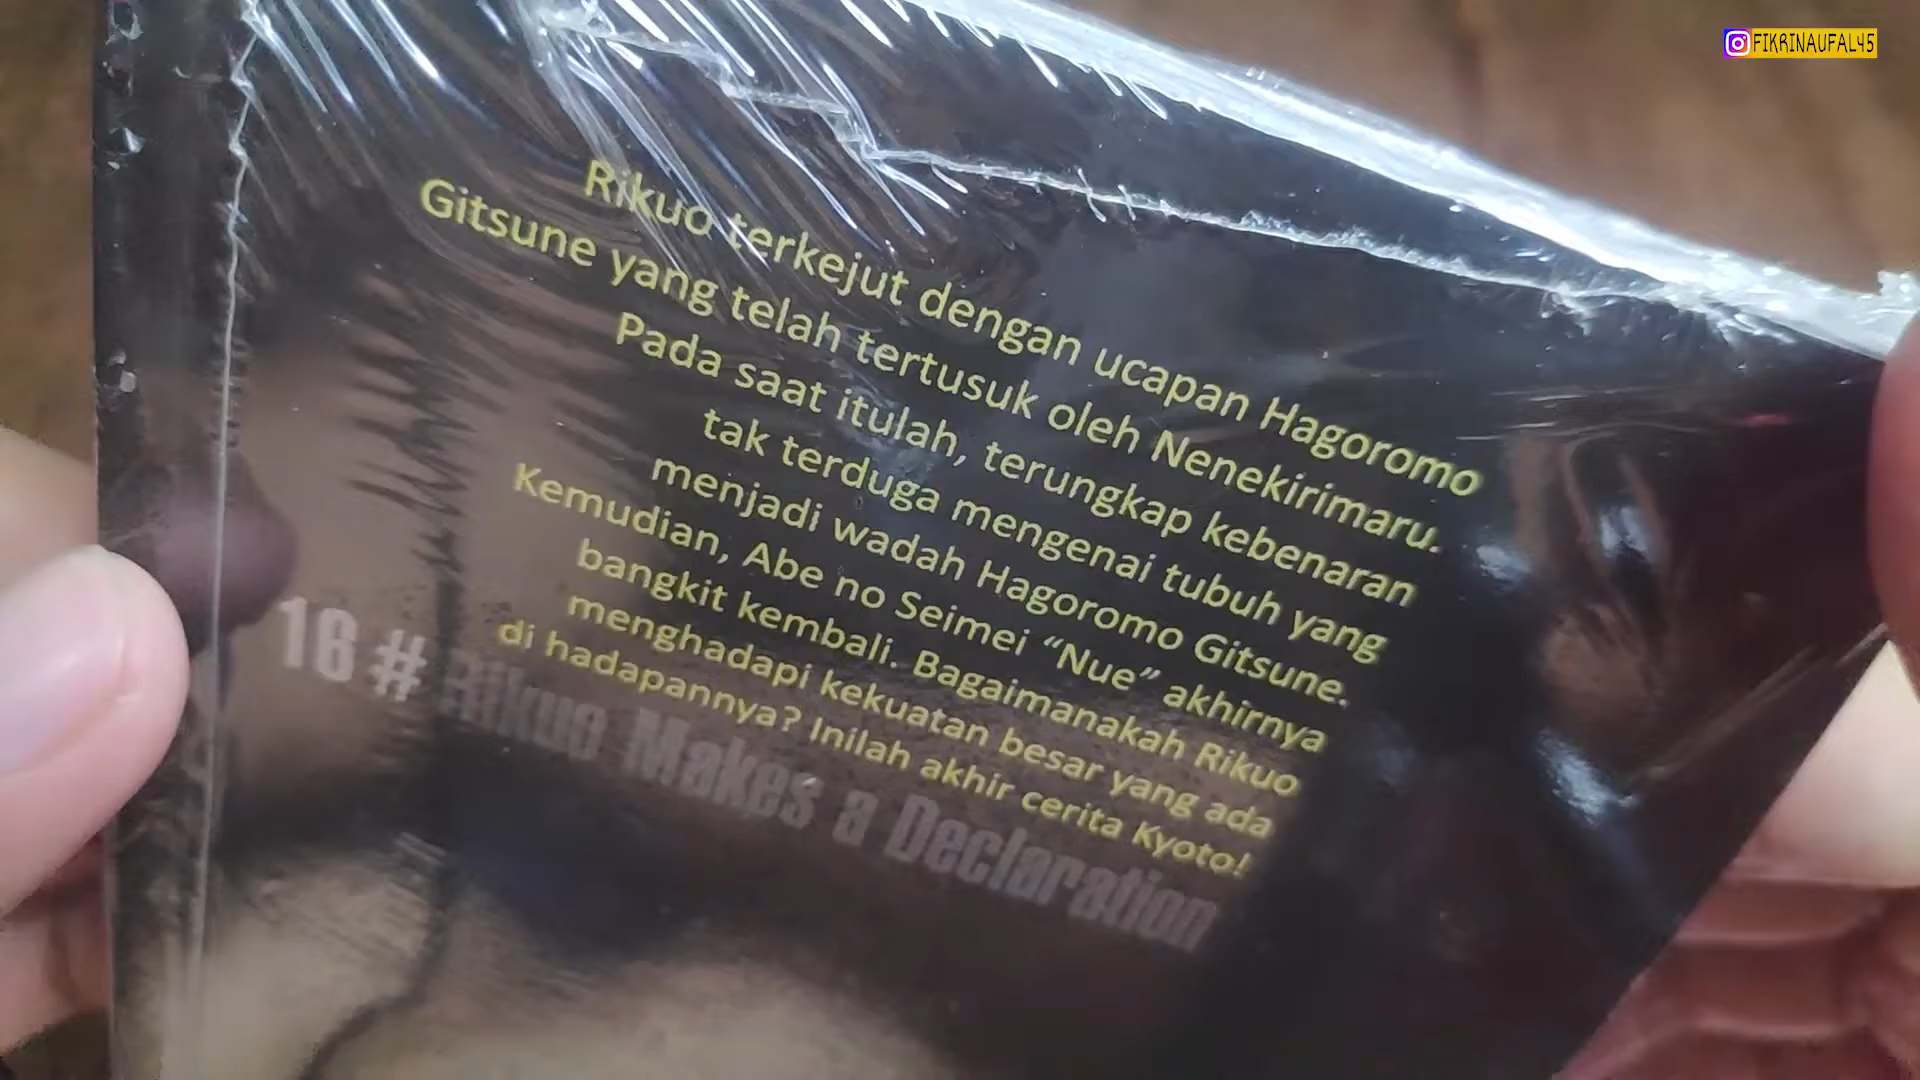 FIKRINAUFAL45
Rikuo terkejut dengan ucapan Hagoromo
Gitsune yang telah tertusuk oleh Nenekirimaru.
Pada saat itulah, terungkap kebenaran
tak terduga mengenai tubuh yang
menjadi wadah Hagoromo Gitsune.
Kemudian, Abe no Seimei “Nue” akhirnya
bangkit kembali. Bagaimanakah Rikuo
menghadapi kekuatan besar yang ada
di hadapannya? Inilah akhir cerita Kyoto!
16 # Rikuo Makes a Declaration